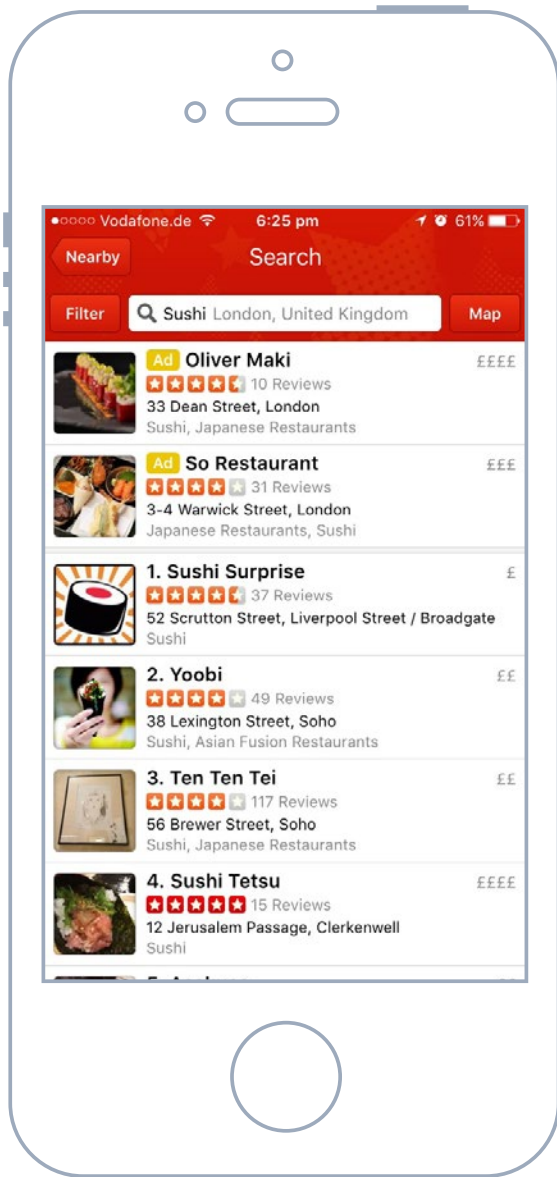 Vodafone.de 6:25 pm 61%
Nearby Search
Filter Sushi London, United Kingdom Map
Ad Oliver Maki ££££
10 Reviews
33 Dean Street, London
Sushi, Japanese Restaurants
Ad So Restaurant £££
31 Reviews
3-4 Warwick Street, London
Japanese Restaurants, Sushi
1. Sushi Surprise £
37 Reviews
52 Scrutton Street, Liverpool Street / Broadgate
Sushi
2. Yoobi ££
49 Reviews
38 Lexington Street, Soho
Sushi, Asian Fusion Restaurants
3. Ten Ten Tei ££
117 Reviews
56 Brewer Street, Soho
Sushi, Japanese Restaurants
4. Sushi Tetsu ££££
15 Reviews
12 Jerusalem Passage, Clerkenwell
Sushi